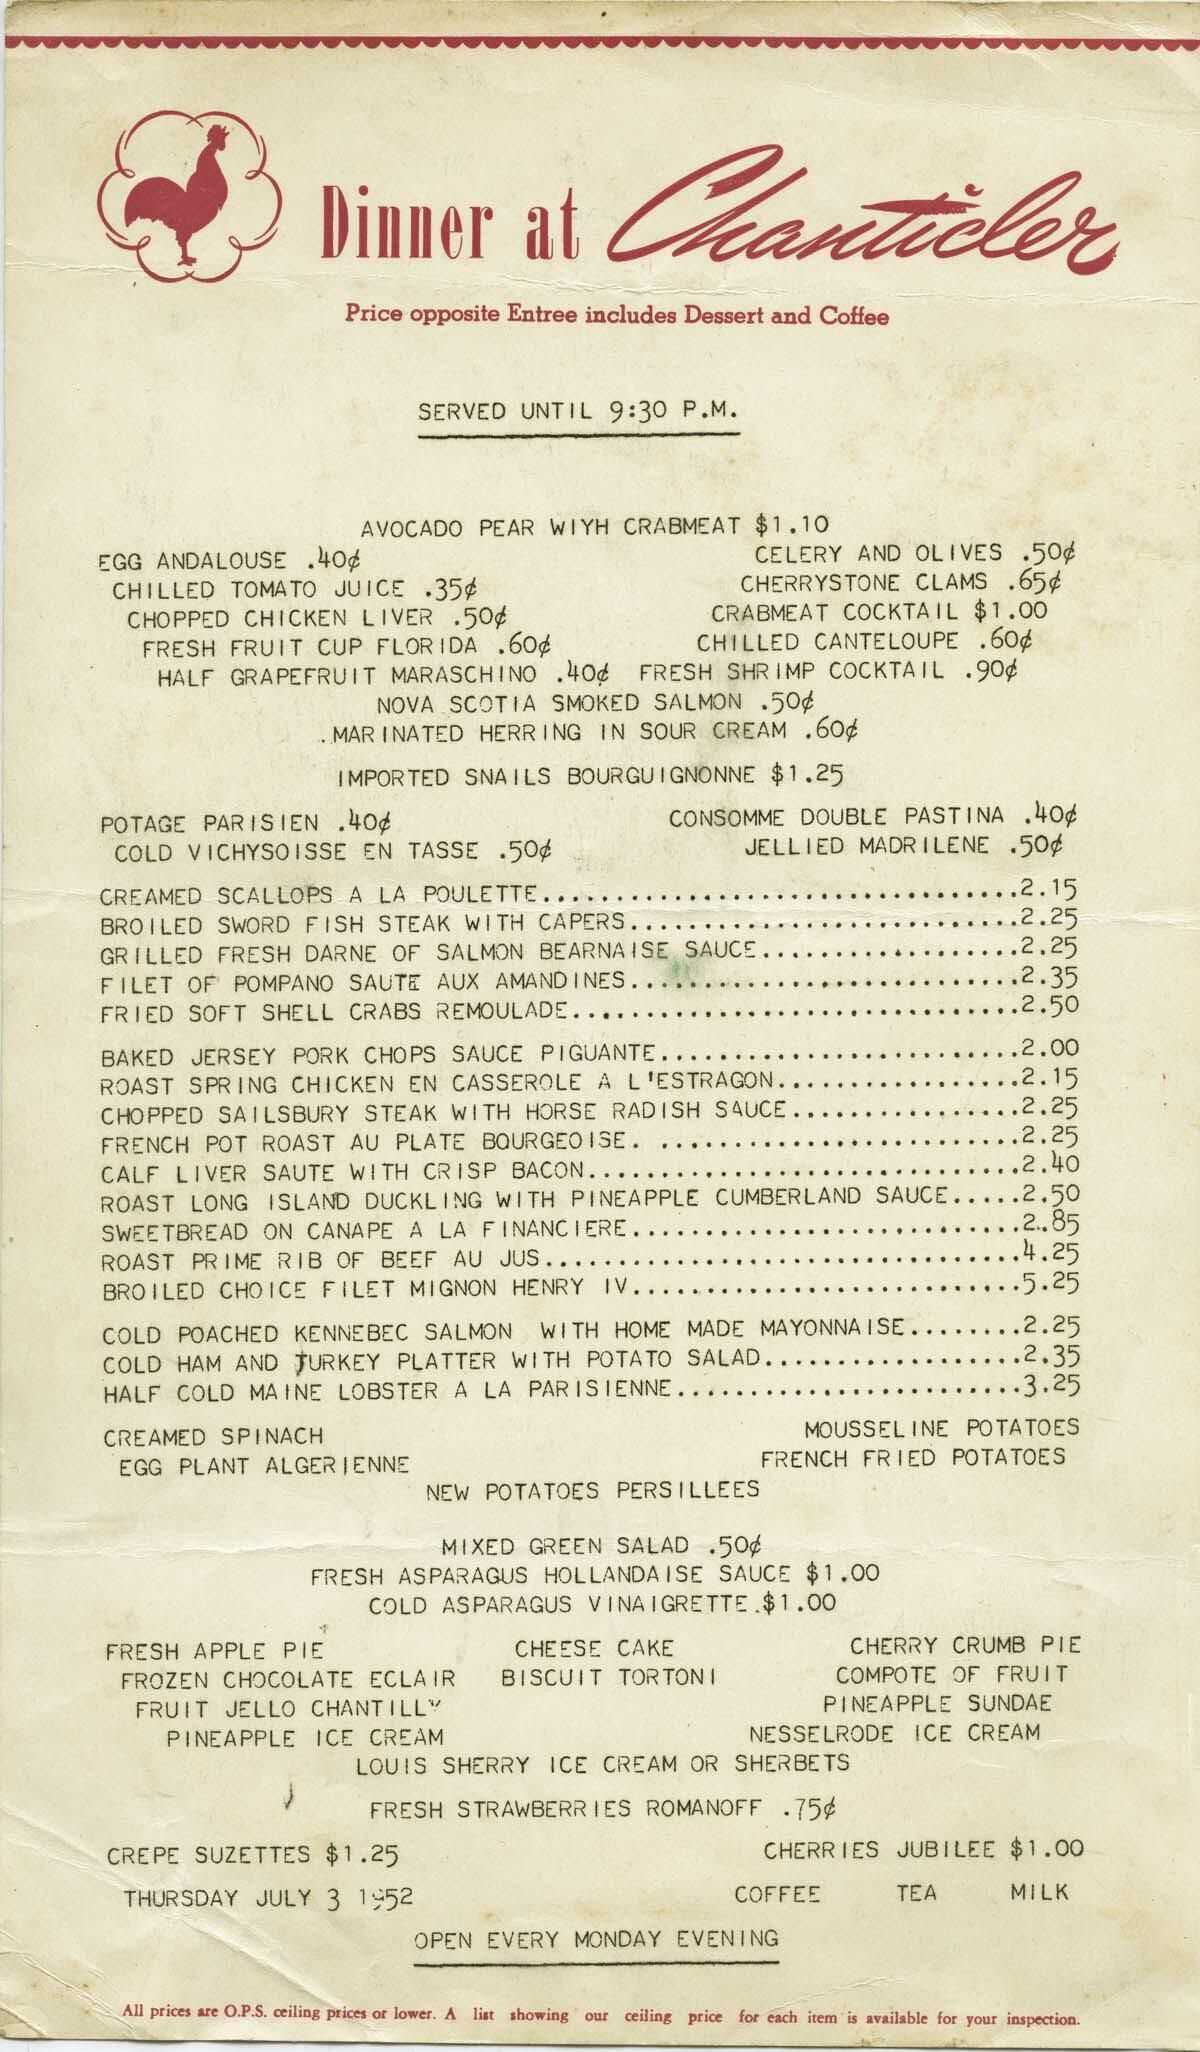 Dinner at Chanticler
Price opposite Entree includes Dessert and Coffee
SERVED UNTIL 9:30 P.M.
AVOCADO PEAR WIYH CRABMEAT $1.10
EGG ANDALOUSE .40¢ CELERY AND OLIVES .50¢
CHILLED TOMATO JUICE .35¢ CHERRYSTONE CLAMS .65¢
CHOPPED CHICKEN LIVER .50¢ CRABMEAT COCKTAIL $1.00
FRESH FRUIT CUP FLORIDA .60¢ CHILLED CANTELOUPE .60¢
HALF GRAPEFRUIT MARASCHINO .40¢ FRESH SHRIMP COCKTAIL .90¢
NOVA SCOTIA SMOKED SALMON .50¢
.MARINATED HERRING IN SOUR CREAM .60¢
IMPORTED SNAILS BOURGUIGNONNE $1.25
POTAGE PARISIEN .40¢ CONSOMME DOUBLE PASTINA .40¢
COLD VICHYSOISSE EN TASSE .50¢ JELLIED MADRILENE .50¢
CREAMED SCALLOPS A LA POULETTE.................................2.15
BROILED SWORD FISH STEAK WITH CAPERS...........................2.25
GRILLED FRESH DARNE OF SALMON BEARNAISE SAUCE..................2.25
FILET OF POMPANO SAUTE AUX AMANDINES...........................2.35
FRIED SOFT SHELL CRABS REMOULADE...............................2.50
BAKED JERSEY PORK CHOPS SAUCE PIGUANTE.........................2.00
ROAST SPRING CHICKEN EN CASSEROLE A L'ESTRAGON.................2.15
CHOPPED SAILSBURY STEAK WITH HORSE RADISH SAUCE................2.25
FRENCH POT ROAST AU PLATE BOURGEOISE. .........................2.25
CALF LIVER SAUTE WITH CRISP BACON..............................2.40
ROAST LONG ISLAND DUCKLING WITH PINEAPPLE CUMBERLAND SAUCE.....2.50
SWEETBREAD ON CANAPE A LA FINANCIERE...........................2.85
ROAST PRIME RIB OF BEEF AU JUS.................................4.25
BROILED CHOICE FILET MIGNON HENRY IV...........................5.25
COLD POACHED KENNEBEC SALMON WITH HOME MADE MAYONNAISE........2.25
COLD HAM AND TURKEY PLATTER WITH POTATO SALAD..................2.35
HALF COLD MAINE LOBSTER A LA PARISIENNE........................3.25
CREAMED SPINACH MOUSSELINE POTATOES
EGG PLANT ALGERIENNE FRENCH FRIED POTATOES
NEW POTATOES PERSILLEES
MIXED GREEN SALAD .50¢
FRESH ASPARAGUS HOLLANDAISE SAUCE $1.00
COLD ASPARAGUS VINAIGRETTE.$1.00
FRESH APPLE PIE CHEESE CAKE CHERRY CRUMB PIE
FROZEN CHOCOLATE ECLAIR BISCUIT TORTONI COMPOTE OF FRUIT
FRUIT JELLO CHANTILLY PINEAPPLE SUNDAE
PINEAPPLE ICE CREAM NESSELRODE ICE CREAM
LOUIS SHERRY ICE CREAM OR SHERBETS
FRESH STRAWBERRIES ROMANOFF .75¢
CREPE SUZETTES $1.25 CHERRIES JUBILEE $1.00
THURSDAY JULY 3 1952 COFFEE TEA MILK
OPEN EVERY MONDAY EVENING
All prices are O.P.S. ceiling prices or lower. A list showing our ceiling price for each item is available for your inspection.